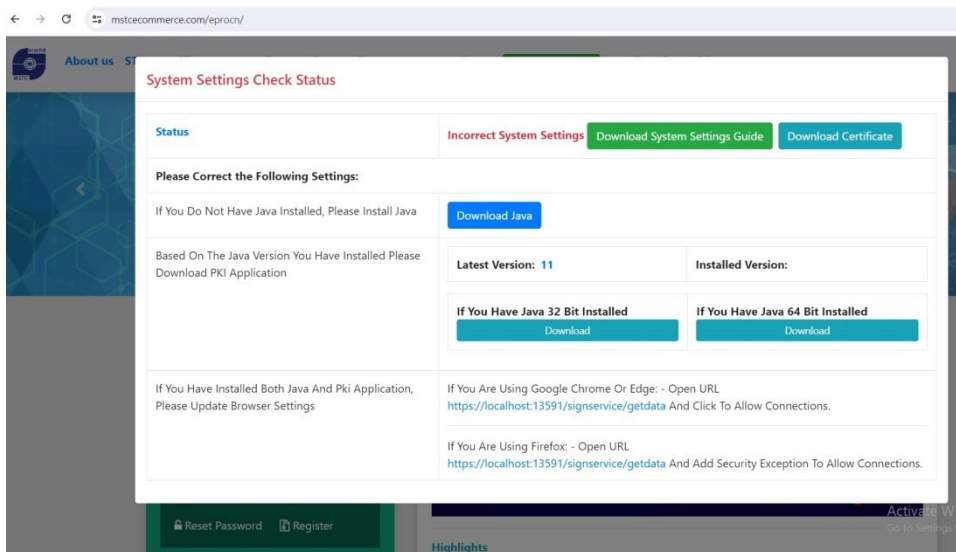 mstcecommerce.com/eprocn/
MSTC
About us
System Settings Check Status
Status
Incorrect System Settings
Download System Settings Guide
Download Certificate
Please Correct the Following Settings:
If You Do Not Have Java Installed, Please Install Java
Download Java
Based On The Java Version You Have Installed Please
Download PKI Application
Latest Version: 11
Installed Version:
If You Have Java 32 Bit Installed
Download
If You Have Java 64 Bit Installed
Download
If You Have Installed Both Java And Pki Application,
Please Update Browser Settings
If You Are Using Google Chrome Or Edge: - Open URL
https://localhost:13591/signservice/getdata And Click To Allow Connections.
If You Are Using Firefox: - Open URL
https://localhost:13591/signservice/getdata And Add Security Exception To Allow Connections.
Reset Password
Register
Highlights
Activate W
Go to Settings